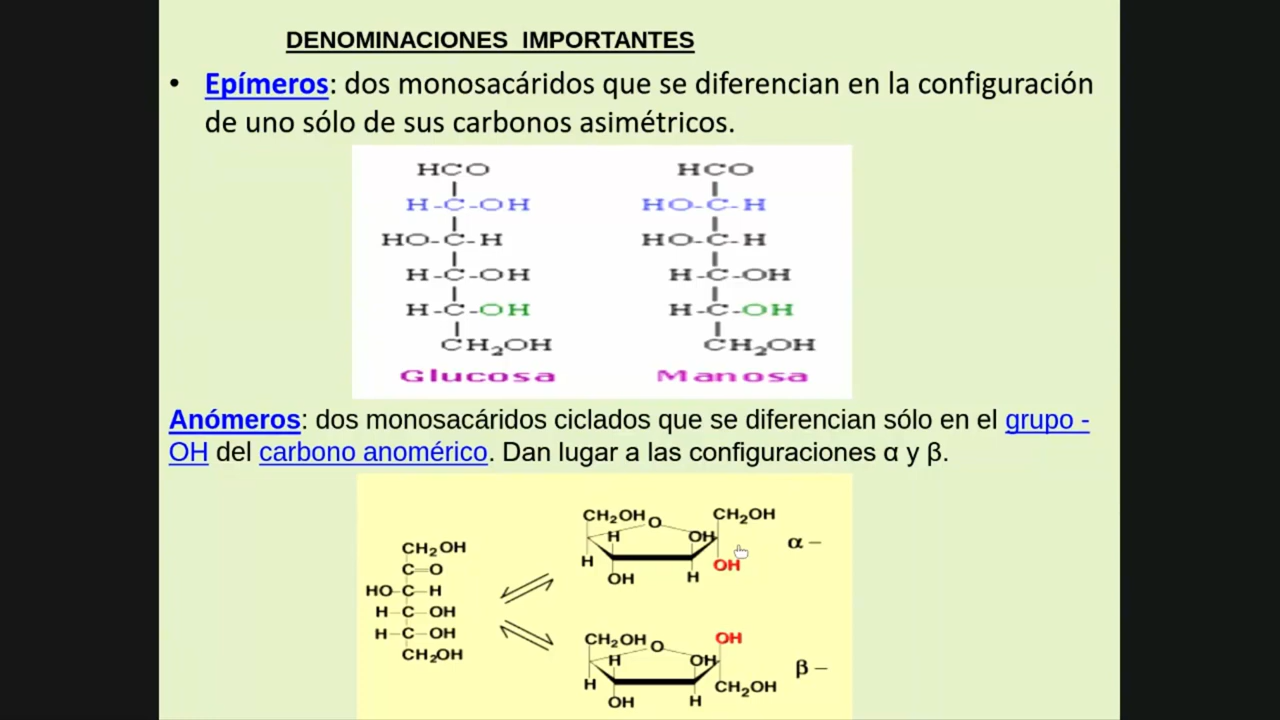 DENOMINACIONES IMPORTANTES
• Epímeros: dos monosacáridos que se diferencian en la configuración
de uno sólo de sus carbonos asimétricos.
HCO HCO
H-C-OH HO-C-H
HO-C-H HO-C-H
H-C-OH H-C-OH
H-C-OH H-C-OH
CH2OH CH2OH
Glucosa Manosa
Anómeros: dos monosacáridos ciclados que se diferencian sólo en el grupo -
OH del carbono anomérico. Dan lugar a las configuraciones α y β.
CH2OH
C=O
HO-C-H
H-C-OH
H-C-OH
CH2OH
CH2OH O CH2OH
H OH
α –
H OH
OH H
CH2OH O OH
H OH
β –
H CH2OH
OH H